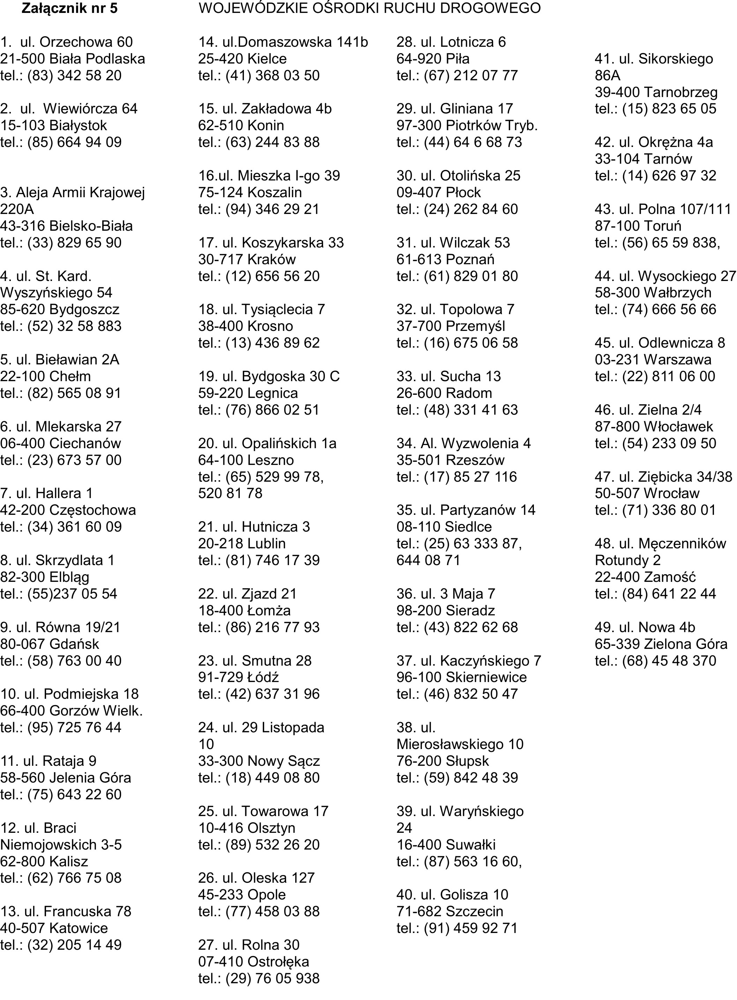 Załącznik nr 5
WOJEWÓDZKIE OŚRODKI RUCHU DROGOWEGO
1. ul. Orzechowa 60
21-500 Biała Podlaska
tel.: (83) 342 58 20
2. ul. Wiewiórcza 64
15-103 Białystok
tel.: (85) 664 94 09
3. Aleja Armii Krajowej
220A
43-316 Bielsko-Biała
tel.: (33) 829 65 90
4. ul. St. Kard.
Wyszyńskiego 54
85-620 Bydgoszcz
tel.: (52) 32 58 883
5. ul. Bieławian 2A
22-100 Chełm
tel.: (82) 565 08 91
6. ul. Mlekarska 27
06-400 Ciechanów
tel.: (23) 673 57 00
7. ul. Hallera 1
42-200 Częstochowa
tel.: (34) 361 60 09
8. ul. Skrzydlata 1
82-300 Elbląg
tel.: (55)237 05 54
9. ul. Równa 19/21
80-067 Gdańsk
tel.: (58) 763 00 40
10. ul. Podmiejska 18
66-400 Gorzów Wielk.
tel.: (95) 725 76 44
11. ul. Rataja 9
58-560 Jelenia Góra
tel.: (75) 643 22 60
12. ul. Braci
Niemojowskich 3-5
62-800 Kalisz
tel.: (62) 766 75 08
13. ul. Francuska 78
40-507 Katowice
tel.: (32) 205 14 49
14. ul.Domaszowska 141b
25-420 Kielce
tel.: (41) 368 03 50
15. ul. Zakładowa 4b
62-510 Konin
tel.: (63) 244 83 88
16.ul. Mieszka I-go 39
75-124 Koszalin
tel.: (94) 346 29 21
17. ul. Koszykarska 33
30-717 Kraków
tel.: (12) 656 56 20
18. ul. Tysiąclecia 7
38-400 Krosno
tel.: (13) 436 89 62
19. ul. Bydgoska 30 C
59-220 Legnica
tel.: (76) 866 02 51
20. ul. Opalińskich 1a
64-100 Leszno
tel.: (65) 529 99 78,
520 81 78
21. ul. Hutnicza 3
20-218 Lublin
tel.: (81) 746 17 39
22. ul. Zjazd 21
18-400 Łomża
tel.: (86) 216 77 93
23. ul. Smutna 28
91-729 Łódź
tel.: (42) 637 31 96
24. ul. 29 Listopada
10
33-300 Nowy Sącz
tel.: (18) 449 08 80
25. ul. Towarowa 17
10-416 Olsztyn
tel.: (89) 532 26 20
26. ul. Oleska 127
45-233 Opole
tel.: (77) 458 03 88
27. ul. Rolna 30
07-410 Ostrołęka
tel.: (29) 76 05 938
28. ul. Lotnicza 6
64-920 Piła
tel.: (67) 212 07 77
29. ul. Gliniana 17
97-300 Piotrków Tryb.
tel.: (44) 64 6 68 73
30. ul. Otolińska 25
09-407 Płock
tel.: (24) 262 84 60
31. ul. Wilczak 53
61-613 Poznań
tel.: (61) 829 01 80
32. ul. Topolowa 7
37-700 Przemyśl
tel.: (16) 675 06 58
33. ul. Sucha 13
26-600 Radom
tel.: (48) 331 41 63
34. Al. Wyzwolenia 4
35-501 Rzeszów
tel.: (17) 85 27 116
35. ul. Partyzanów 14
08-110 Siedlce
tel.: (25) 63 333 87,
644 08 71
36. ul. 3 Maja 7
98-200 Sieradz
tel.: (43) 822 62 68
37. ul. Kaczyńskiego 7
96-100 Skierniewice
tel.: (46) 832 50 47
38. ul.
Mierosławskiego 10
76-200 Słupsk
tel.: (59) 842 48 39
39. ul. Waryńskiego
24
16-400 Suwałki
tel.: (87) 563 16 60,
40. ul. Golisza 10
71-682 Szczecin
tel.: (91) 459 92 71
41. ul. Sikorskiego
86A
39-400 Tarnobrzeg
tel.: (15) 823 65 05
42. ul. Okrężna 4a
33-104 Tarnów
tel.: (14) 626 97 32
43. ul. Polna 107/111
87-100 Toruń
tel.: (56) 65 59 838,
44. ul. Wysockiego 27
58-300 Wałbrzych
tel.: (74) 666 56 66
45. ul. Odlewnicza 8
03-231 Warszawa
tel.: (22) 811 06 00
46. ul. Zielna 2/4
87-800 Włocławek
tel.: (54) 233 09 50
47. ul. Ziębicka 34/38
50-507 Wrocław
tel.: (71) 336 80 01
48. ul. Męczenników
Rotundy 2
22-400 Zamość
tel.: (84) 641 22 44
49. ul. Nowa 4b
65-339 Zielona Góra
tel.: (68) 45 48 370